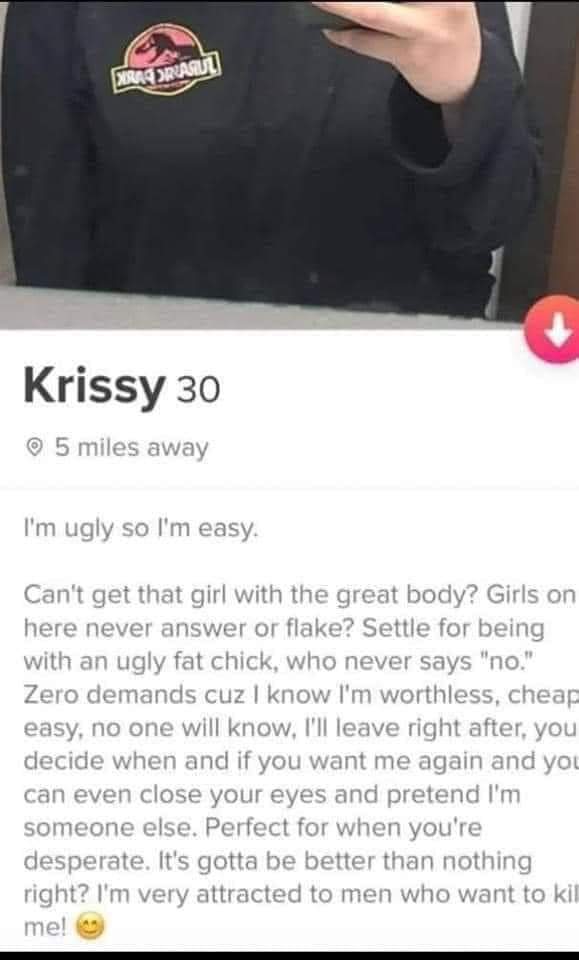 JURASSIC PARK
Krissy 30
5 miles away
I'm ugly so I'm easy.
Can't get that girl with the great body? Girls on
here never answer or flake? Settle for being
with an ugly fat chick, who never says "no."
Zero demands cuz I know I'm worthless, cheap
easy, no one will know, I'll leave right after, you
decide when and if you want me again and you
can even close your eyes and pretend I'm
someone else. Perfect for when you're
desperate. It's gotta be better than nothing
right? I'm very attracted to men who want to kil
me! 😊